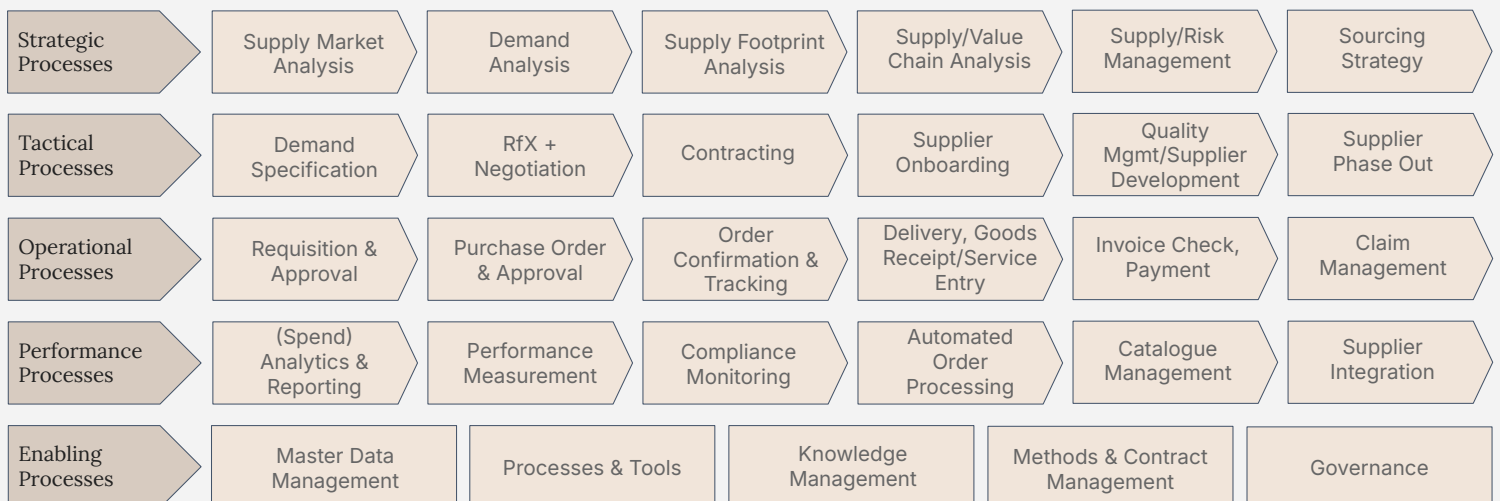 Strategic
Processes
Supply Market
Analysis
Demand
Analysis
Supply Footprint
Analysis
Supply/Value
Chain Analysis
Supply/Risk
Management
Sourcing
Strategy
Tactical
Processes
Demand
Specification
RfX +
Negotiation
Contracting
Supplier
Onboarding
Quality
Mgmt/Supplier
Development
Supplier
Phase Out
Operational
Processes
Requisition &
Approval
Purchase Order
& Approval
Order
Confirmation &
Tracking
Delivery, Goods
Receipt/Service
Entry
Invoice Check,
Payment
Claim
Management
Performance
Processes
(Spend)
Analytics &
Reporting
Performance
Measurement
Compliance
Monitoring
Automated
Order
Processing
Catalogue
Management
Supplier
Integration
Enabling
Processes
Master Data
Management
Processes & Tools
Knowledge
Management
Methods & Contract
Management
Governance